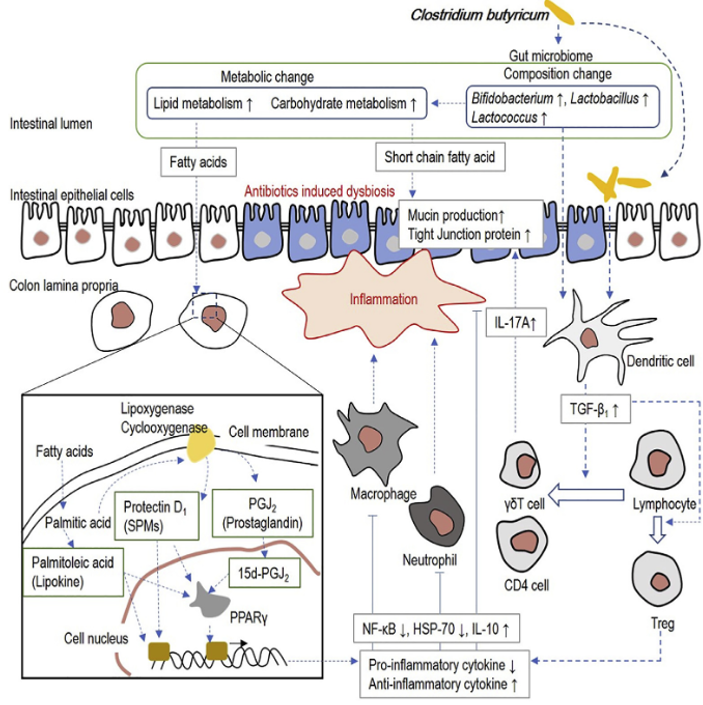 Clostridium butyricum
Gut microbiome
Metabolic change
Composition change
Lipid metabolism ↑
Carbohydrate metabolism ↑
Bifidobacterium ↑, Lactobacillus ↑
Lactococcus ↑
Intestinal lumen
Fatty acids
Short chain fatty acid
Intestinal epithelial cells
Antibiotics induced dysbiosis
Mucin production↑
Tight Junction protein ↑
Colon lamina propria
Inflammation
IL-17A↑
Dendritic cell
TGF-β1 ↑
Lipoxygenase
Cyclooxygenase
Cell membrane
Fatty acids
Palmitic acid
Protectin D1
(SPMs)
PGJ2
(Prostaglandin)
Palmitoleic acid
(Lipokine)
15d-PGJ2
PPARγ
Cell nucleus
Macrophage
Neutrophil
γδT cell
CD4 cell
Lymphocyte
Treg
NF-κB ↓, HSP-70 ↓, IL-10 ↑
Pro-inflammatory cytokine ↓
Anti-inflammatory cytokine ↑